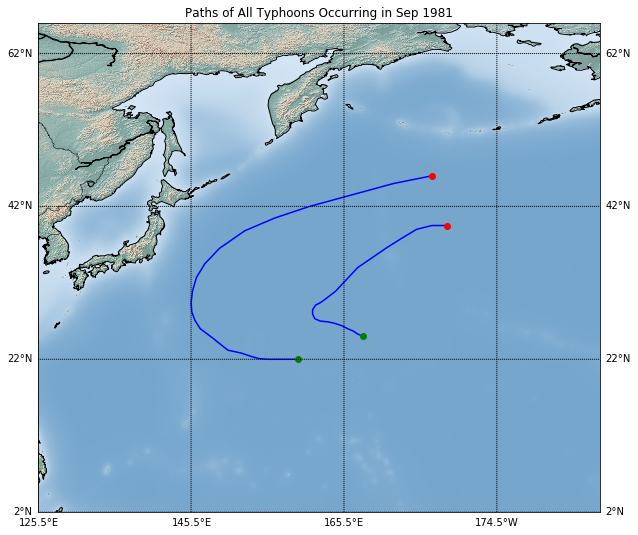 Paths of All Typhoons Occurring in Sep 1981
62°N 62°N
42°N 42°N
22°N 22°N
2°N 2°N
125.5°E 145.5°E 165.5°E 174.5°W